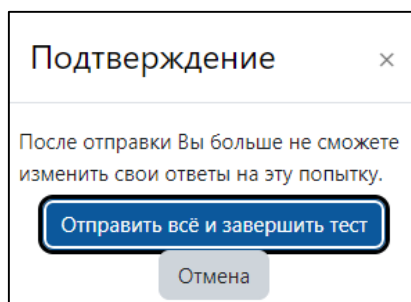 Подтверждение ×
После отправки Вы больше не сможете
изменить свои ответы на эту попытку.
Отправить всё и завершить тест
Отмена